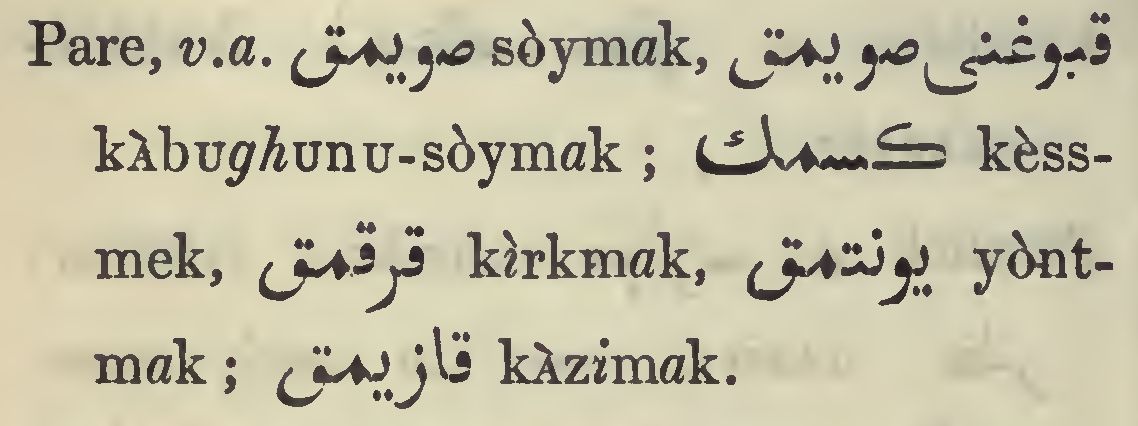 Pare, v.a. صويمق sòymak, قبوغنى صويمق
kàbughunu-sòymak ; كسمك kèss-
mek, قرقمق kìrkmak, يونتمق yònt-
mak ; قازيمق kàzimak.